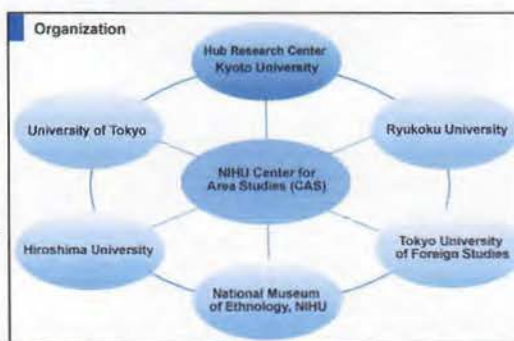 Organization
Hub Research Center
Kyoto University
University of Tokyo
Ryukoku University
NIHU Center for
Area Studies (CAS)
Hiroshima University
Tokyo University
of Foreign Studies
National Museum
of Ethnology, NIHU